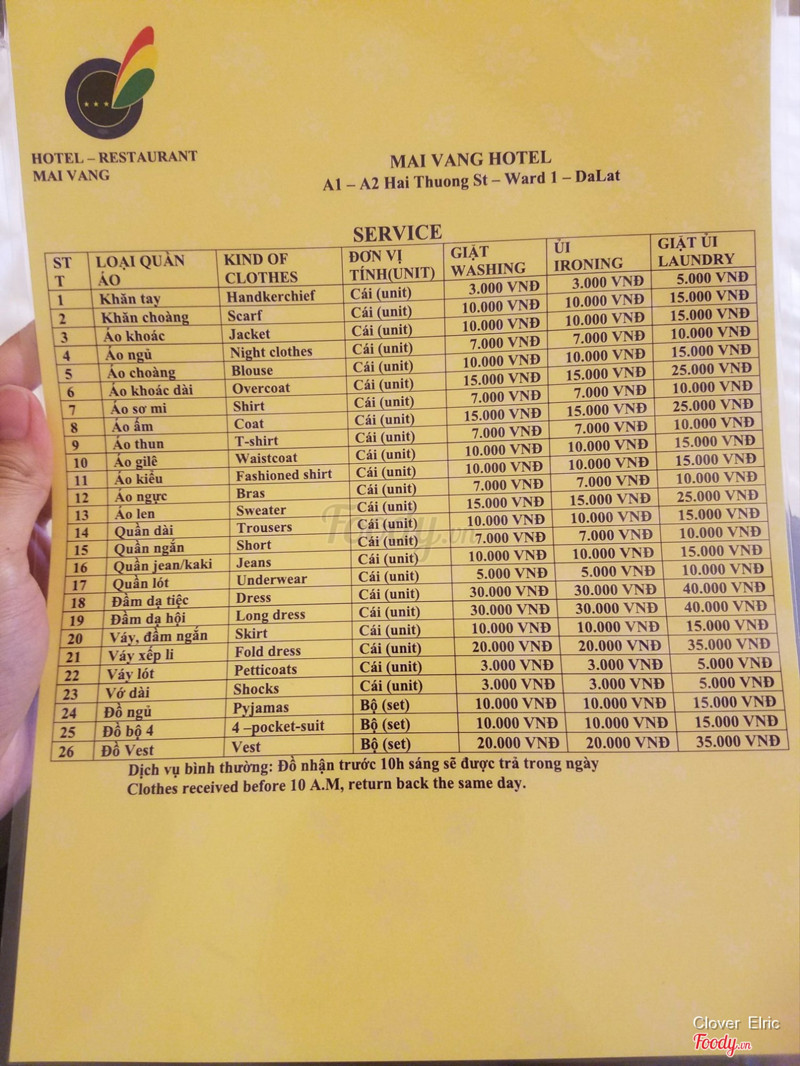 HOTEL – RESTAURANT
MAI VANG
MAI VANG HOTEL
A1 – A2 Hai Thuong St – Ward 1 – DaLat
SERVICE
STT LOẠI QUẦN ÁO KIND OF CLOTHES ĐƠN VỊ TÍNH(UNIT) GIẶT WASHING ỦI IRONING GIẶT ỦI LAUNDRY
1 Khăn tay Handkerchief Cái (unit) 3.000 VNĐ 3.000 VNĐ 5.000 VNĐ
2 Khăn choàng Scarf Cái (unit) 10.000 VNĐ 10.000 VNĐ 15.000 VNĐ
3 Áo khoác Jacket Cái (unit) 10.000 VNĐ 10.000 VNĐ 15.000 VNĐ
4 Áo ngủ Night clothes Cái (unit) 7.000 VNĐ 7.000 VNĐ 10.000 VNĐ
5 Áo choàng Blouse Cái (unit) 10.000 VNĐ 10.000 VNĐ 15.000 VNĐ
6 Áo khoác dài Overcoat Cái (unit) 15.000 VNĐ 15.000 VNĐ 25.000 VNĐ
7 Áo sơ mi Shirt Cái (unit) 7.000 VNĐ 7.000 VNĐ 10.000 VNĐ
8 Áo ấm Coat Cái (unit) 15.000 VNĐ 15.000 VNĐ 25.000 VNĐ
9 Áo thun T-shirt Cái (unit) 7.000 VNĐ 7.000 VNĐ 10.000 VNĐ
10 Áo gilê Waistcoat Cái (unit) 10.000 VNĐ 10.000 VNĐ 15.000 VNĐ
11 Áo kiểu Fashioned shirt Cái (unit) 10.000 VNĐ 10.000 VNĐ 15.000 VNĐ
12 Áo ngực Bras Cái (unit) 7.000 VNĐ 7.000 VNĐ 10.000 VNĐ
13 Áo len Sweater Cái (unit) 15.000 VNĐ 15.000 VNĐ 25.000 VNĐ
14 Quần dài Trousers Cái (unit) 10.000 VNĐ 10.000 VNĐ 15.000 VNĐ
15 Quần ngắn Short Cái (unit) 7.000 VNĐ 7.000 VNĐ 10.000 VNĐ
16 Quần jean/kaki Jeans Cái (unit) 10.000 VNĐ 10.000 VNĐ 15.000 VNĐ
17 Quần lót Underwear Cái (unit) 5.000 VNĐ 5.000 VNĐ 10.000 VNĐ
18 Đầm dạ tiệc Dress Cái (unit) 30.000 VNĐ 30.000 VNĐ 40.000 VNĐ
19 Đầm dạ hội Long dress Cái (unit) 30.000 VNĐ 30.000 VNĐ 40.000 VNĐ
20 Váy, đầm ngắn Skirt Cái (unit) 10.000 VNĐ 10.000 VNĐ 15.000 VNĐ
21 Váy xếp li Fold dress Cái (unit) 20.000 VNĐ 20.000 VNĐ 35.000 VNĐ
22 Váy lót Petticoats Cái (unit) 3.000 VNĐ 3.000 VNĐ 5.000 VNĐ
23 Vớ dài Shocks Cái (unit) 3.000 VNĐ 3.000 VNĐ 5.000 VNĐ
24 Đồ ngủ Pyjamas Bộ (set) 10.000 VNĐ 10.000 VNĐ 15.000 VNĐ
25 Đồ bộ 4 4 –pocket-suit Bộ (set) 10.000 VNĐ 10.000 VNĐ 15.000 VNĐ
26 Đồ Vest Vest Bộ (set) 20.000 VNĐ 20.000 VNĐ 35.000 VNĐ
Dịch vụ bình thường: Đồ nhận trước 10h sáng sẽ được trả trong ngày
Clothes received before 10 A.M, return back the same day.
Foody.vn
Clover Elric
Foody.vn